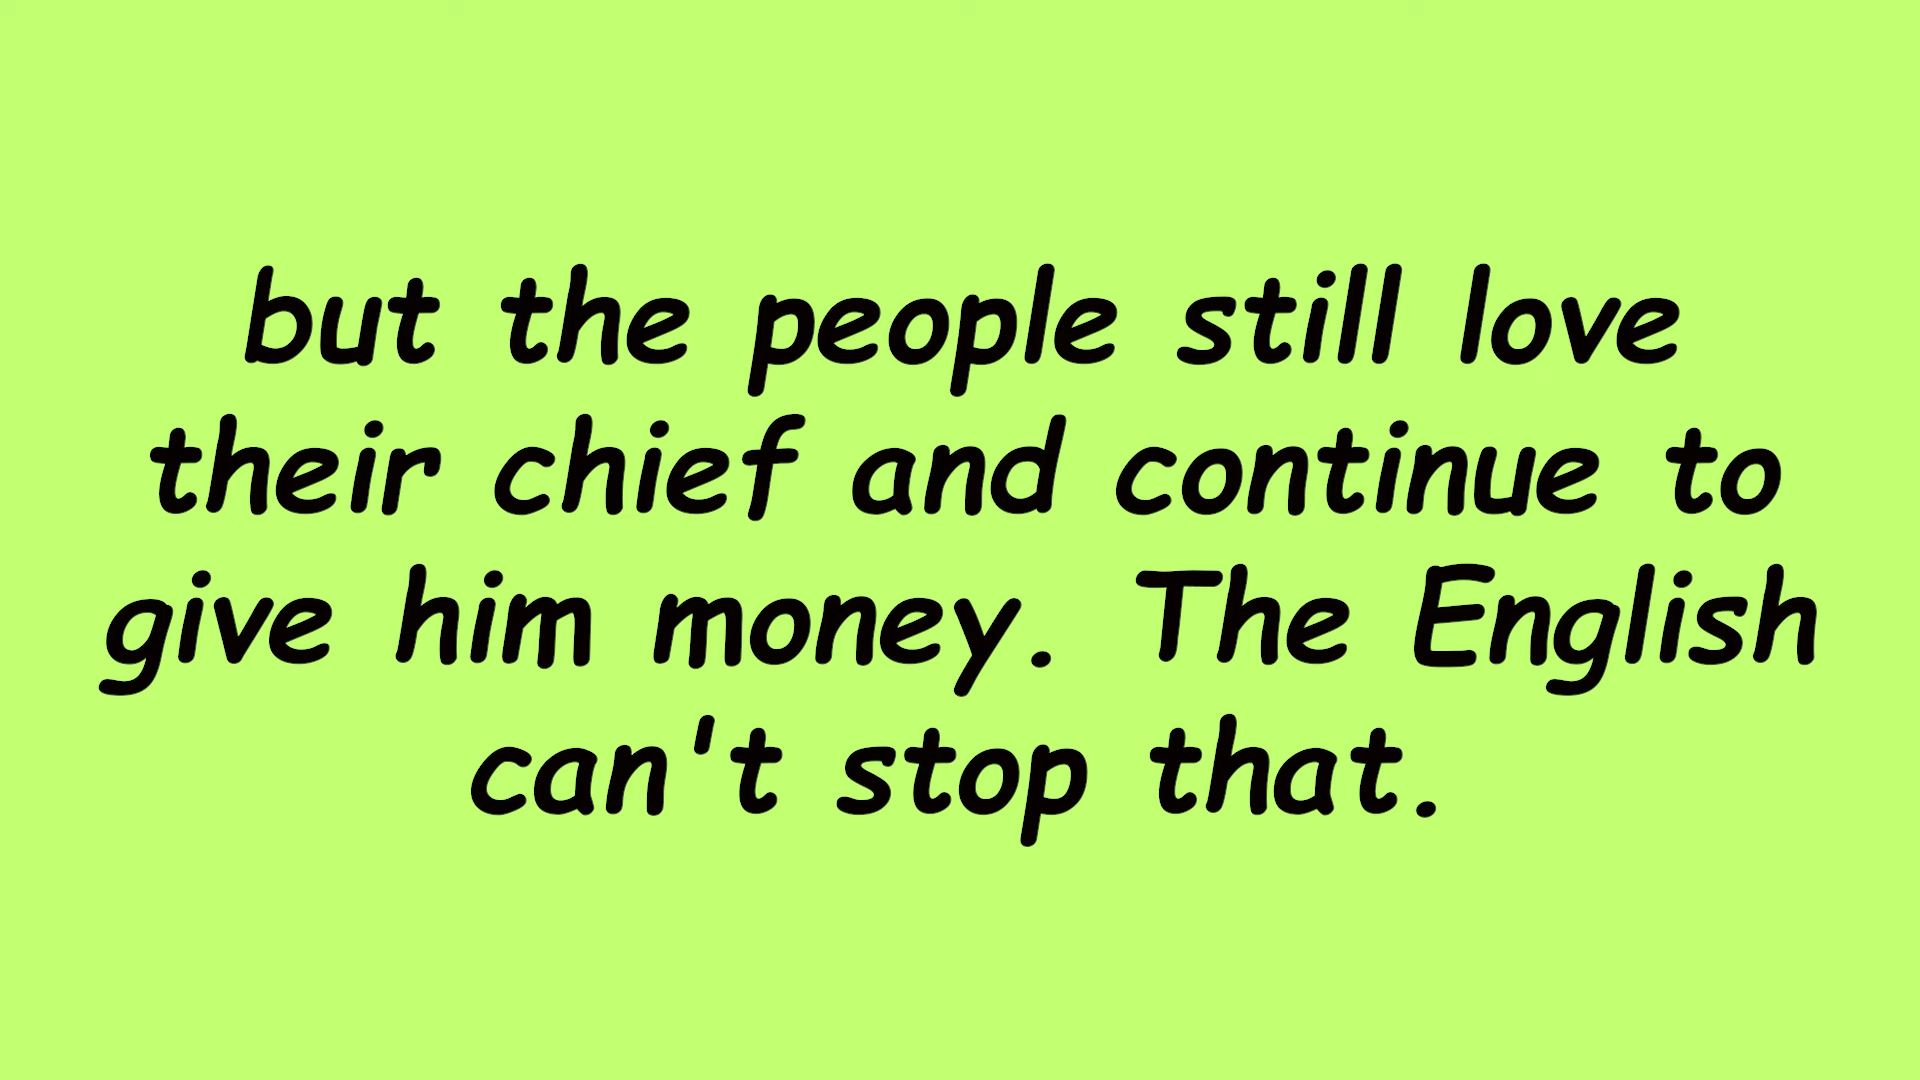 but the people still love
their chief and continue to
give him money. The English
can't stop that.